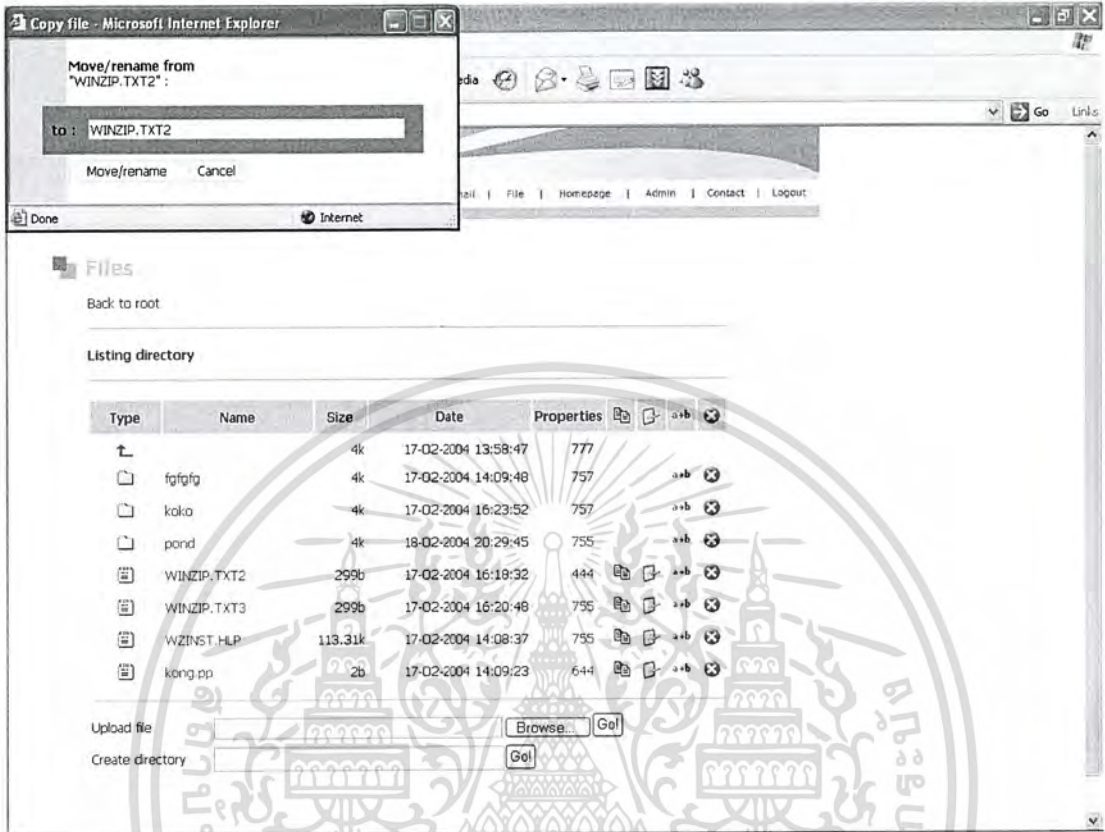 Copy file - Microsoft Internet Explorer
Move/rename from
"WINZIP.TXT2" :
to : WINZIP.TXT2
Move/rename Cancel
Done Internet
edia
Go Links
ail | File | Homepage | Admin | Contact | Logout
Files
Back to root
Listing directory
Type Name Size Date Properties a→b
4k 17-02-2004 13:58:47 777
fgfgfg 4k 17-02-2004 14:09:48 757 a→b
koko 4k 17-02-2004 16:23:52 757 a→b
pond 4k 18-02-2004 20:29:45 755 a→b
WINZIP.TXT2 299b 17-02-2004 16:18:32 444 a→b
WINZIP.TXT3 299b 17-02-2004 16:20:48 755 a→b
WZINST.HLP 113.31k 17-02-2004 14:08:37 755 a→b
kong.pp 2b 17-02-2004 14:09:23 644 a→b
Upload file Browse... Go!
Create directory Go!